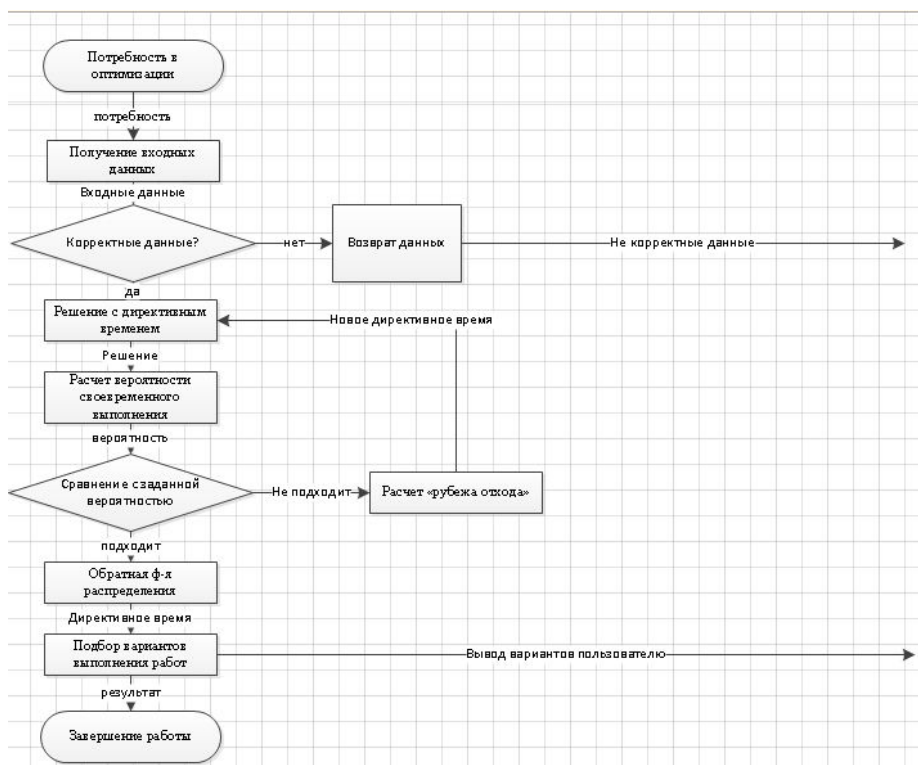 Потребность в
оптимизации
потребность
Получение входных
данных
Входные данные
Корректные данные?
нет
Возврат данных
Не корректные данные
да
Решение с директивным
временем
Новое директивное время
Решение
Расчет вероятности
своевременного
выполнения
вероятность
Сравнение с заданной
вероятностью
Не подходит
Расчет «рубежа отхода»
подходит
Обратная ф-я
распределения
Директивное время
Подбор вариантов
выполнения работ
Вывод вариантов пользователю
результат
Завершение работы